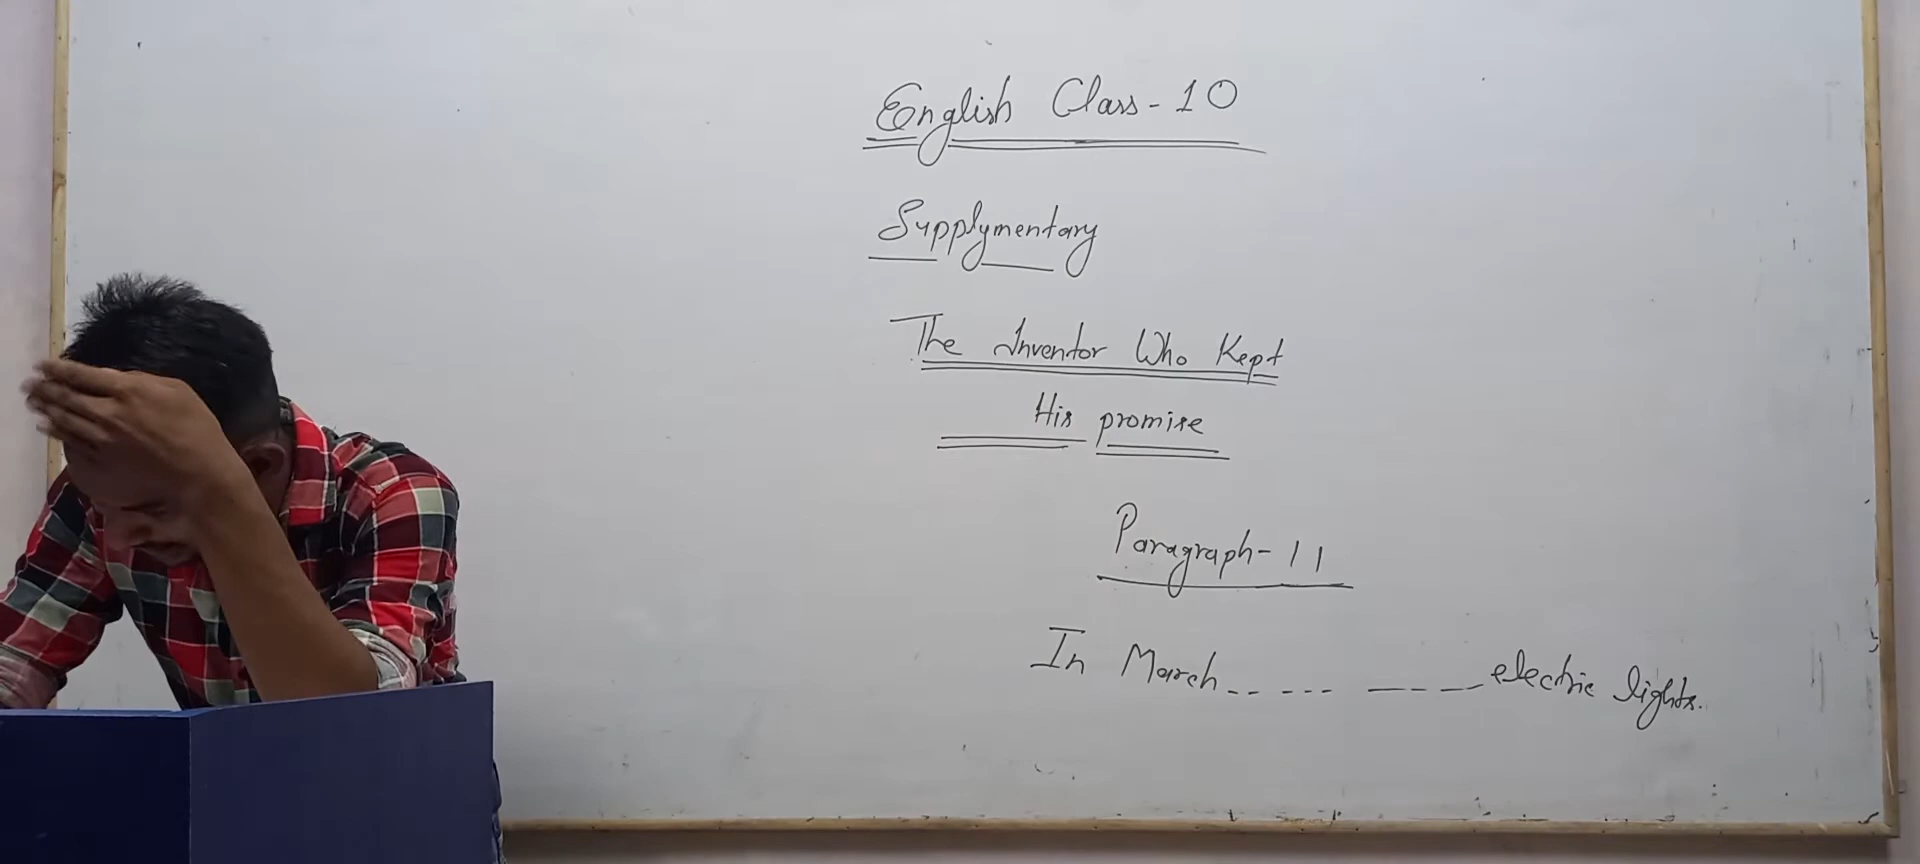 English Class-10
Supplymentary
The Inventor Who Kept
His promise
Paragraph-11
In March----- ----electric lights.